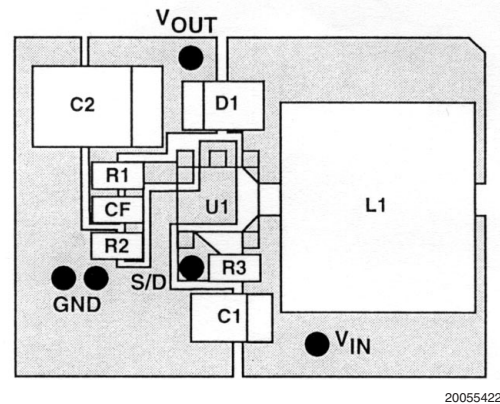 VOUT
C2
D1
R1
CF
U1
L1
R2
S/D
R3
GND
C1
VIN
20055422